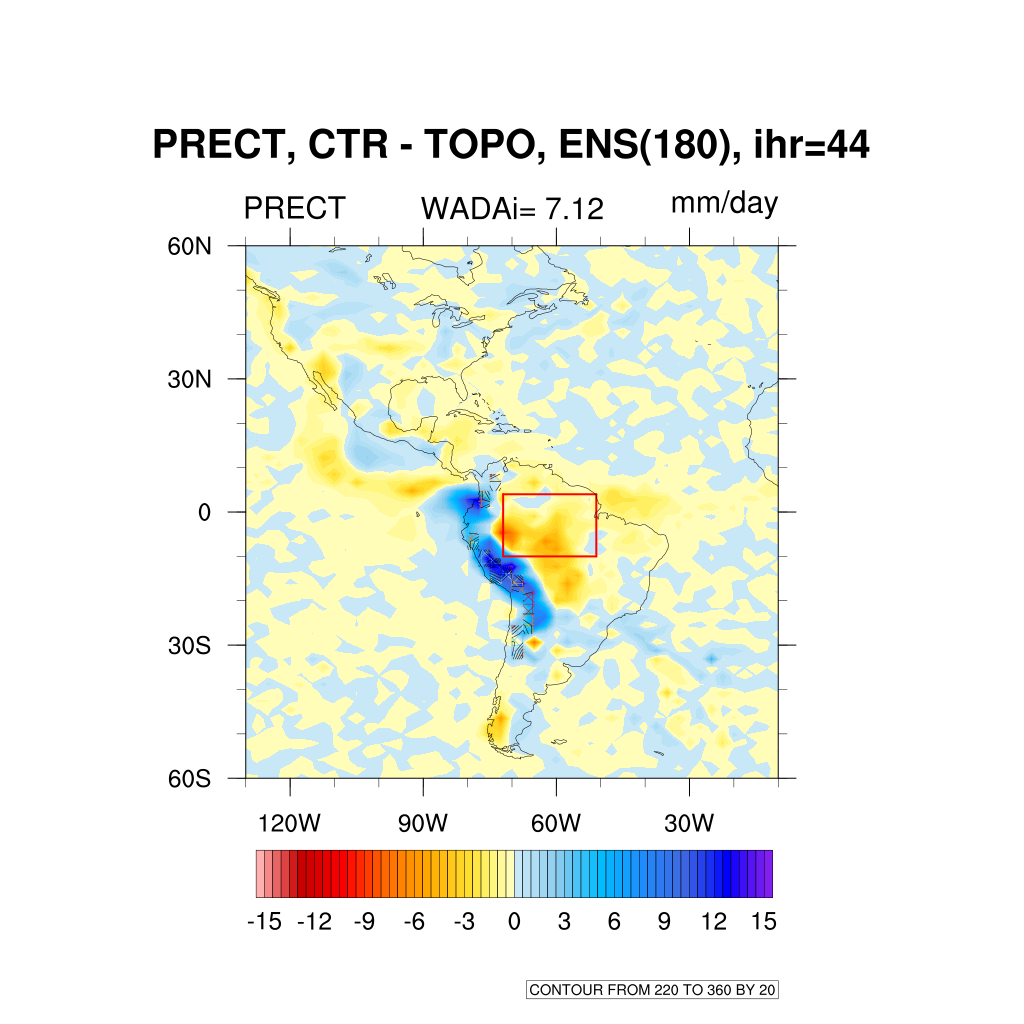 PRECT, CTR - TOPO, ENS(180), ihr=44
PRECT WADAi= 7.12 mm/day
60N
30N
0
30S
60S
120W 90W 60W 30W
-15 -12 -9 -6 -3 0 3 6 9 12 15
CONTOUR FROM 220 TO 360 BY 20